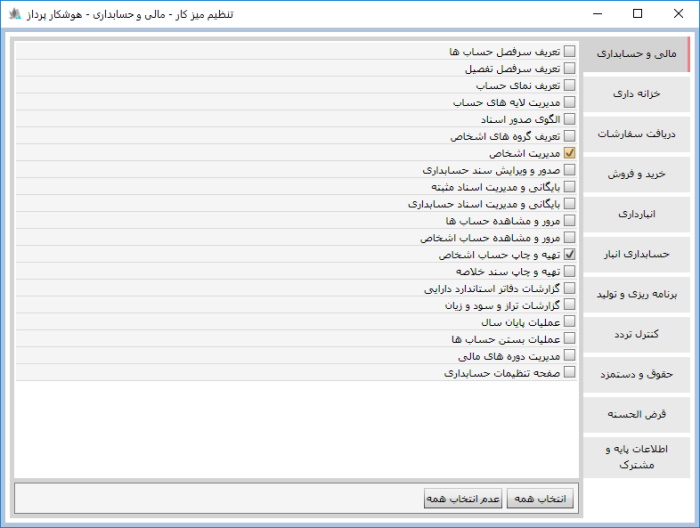 تنظیم میز کار - مالی و حسابداری - هوشکار پرداز
مالی و حسابداری
خزانه داری
دریافت سفارشات
خرید و فروش
انبارداری
حسابداری انبار
برنامه ریزی و تولید
کنترل تردد
حقوق و دستمزد
قرض الحسنه
اطلاعات پایه و
مشترک
تعریف سرفصل حساب ها
تعریف سرفصل تفصیل
تعریف نمای حساب
مدیریت لایه های حساب
الگوی صدور اسناد
تعریف گروه های اشخاص
مدیریت اشخاص
صدور و ویرایش سند حسابداری
بایگانی و مدیریت اسناد مثبته
بایگانی و مدیریت اسناد حسابداری
مرور و مشاهده حساب ها
مرور و مشاهده حساب اشخاص
تهیه و چاپ حساب اشخاص
تهیه و چاپ سند خلاصه
گزارشات دفاتر استاندارد دارایی
گزارشات تراز و سود و زیان
عملیات پایان سال
عملیات بستن حساب ها
مدیریت دوره های مالی
صفحه تنظیمات حسابداری
انتخاب همه
عدم انتخاب همه